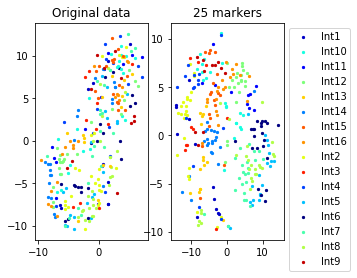 Original data
25 markers
10
5
0
−5
−10
−10
0
10
5
0
−5
−10
−10
0
10
Int1
Int10
Int11
Int12
Int13
Int14
Int15
Int16
Int2
Int3
Int4
Int5
Int6
Int7
Int8
Int9